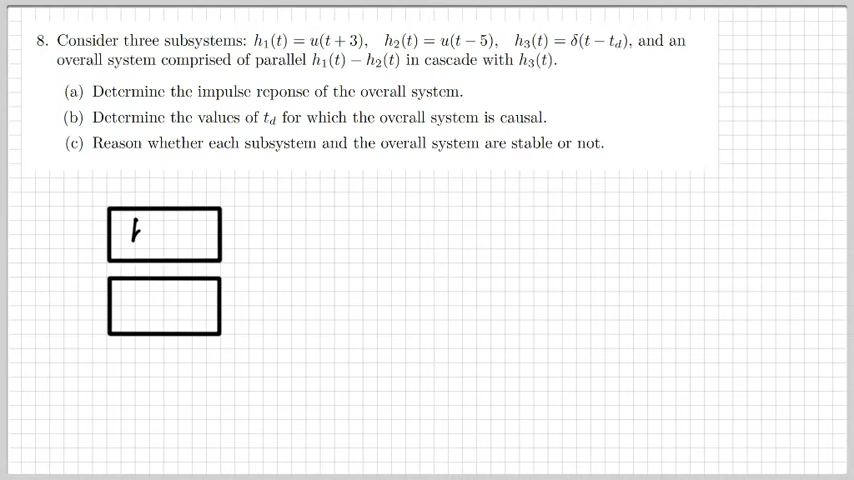 8. Consider three subsystems: h₁(t) = u(t + 3), h₂(t) = u(t − 5), h₃(t) = δ(t − t_d), and an
overall system comprised of parallel h₁(t) − h₂(t) in cascade with h₃(t).
(a) Determine the impulse reponse of the overall system.
(b) Determine the values of t_d for which the overall system is causal.
(c) Reason whether each subsystem and the overall system are stable or not.